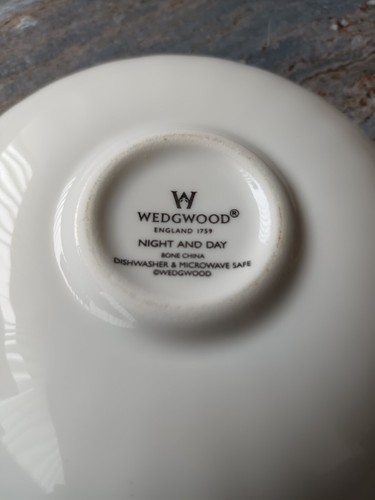 W
WEDGWOOD®
ENGLAND 1759
NIGHT AND DAY
BONE CHINA
DISHWASHER & MICROWAVE SAFE
©WEDGWOOD